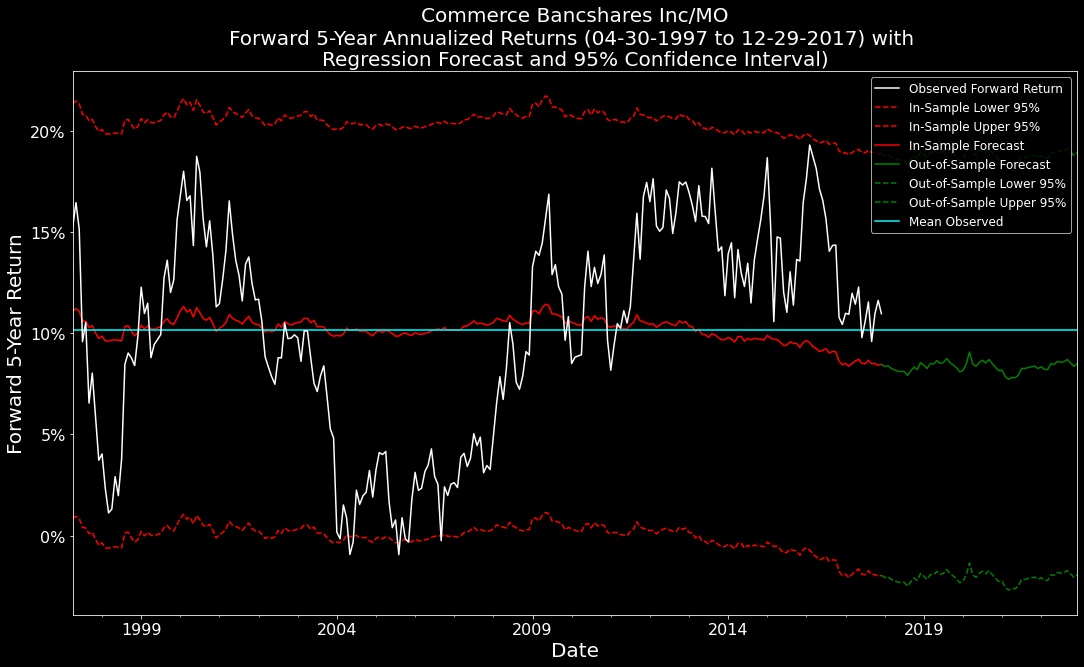 Commerce Bancshares Inc/MO
Forward 5-Year Annualized Returns (04-30-1997 to 12-29-2017) with
Regression Forecast and 95% Confidence Interval)
Observed Forward Return
In-Sample Lower 95%
In-Sample Upper 95%
In-Sample Forecast
Out-of-Sample Forecast
Out-of-Sample Lower 95%
Out-of-Sample Upper 95%
Mean Observed
Forward 5-Year Return
20%
15%
10%
5%
0%
1999
2004
2009
2014
2019
Date